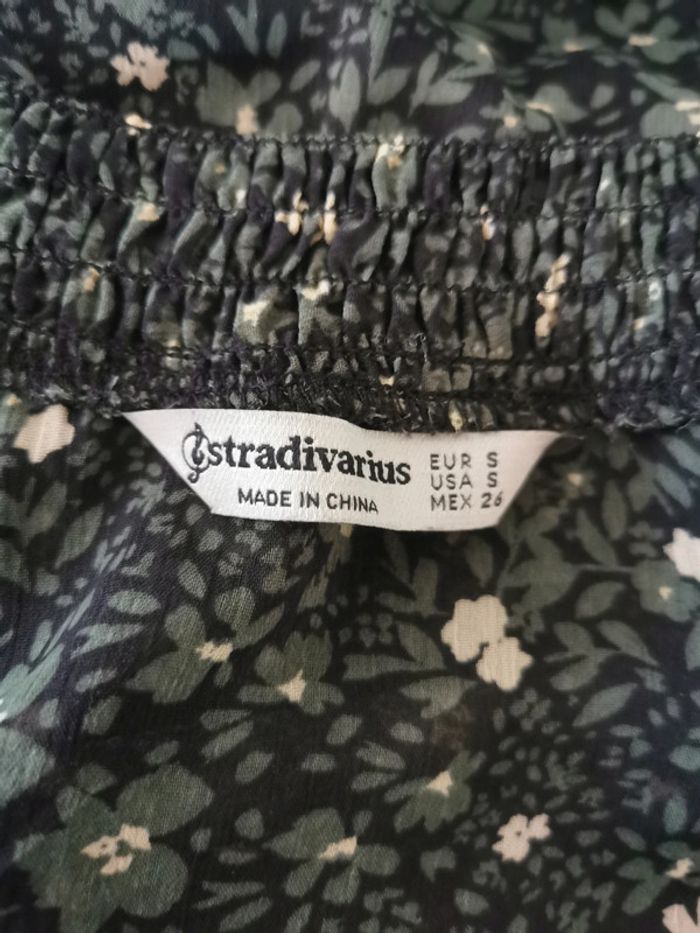 stradivarius
MADE IN CHINA
EUR S
USA S
MEX 26